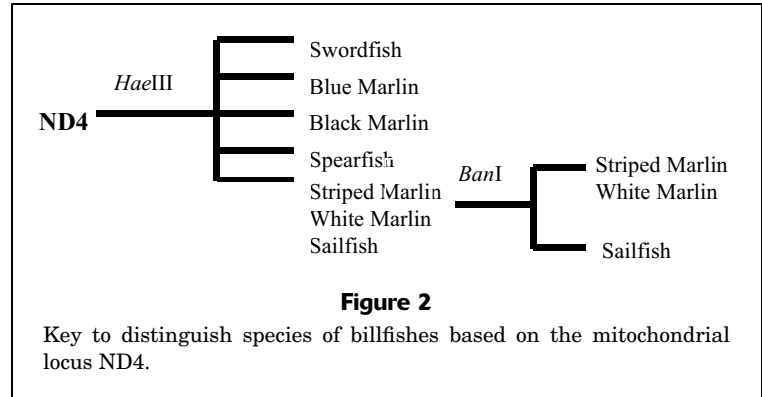 Swordfish
HaeIII
Blue Marlin
ND4
Black Marlin
Spearfish
BanI
Striped Marlin
White Marlin
Sailfish
Striped Marlin
White Marlin
Sailfish
Figure 2
Key to distinguish species of billfishes based on the mitochondrial
locus ND4.